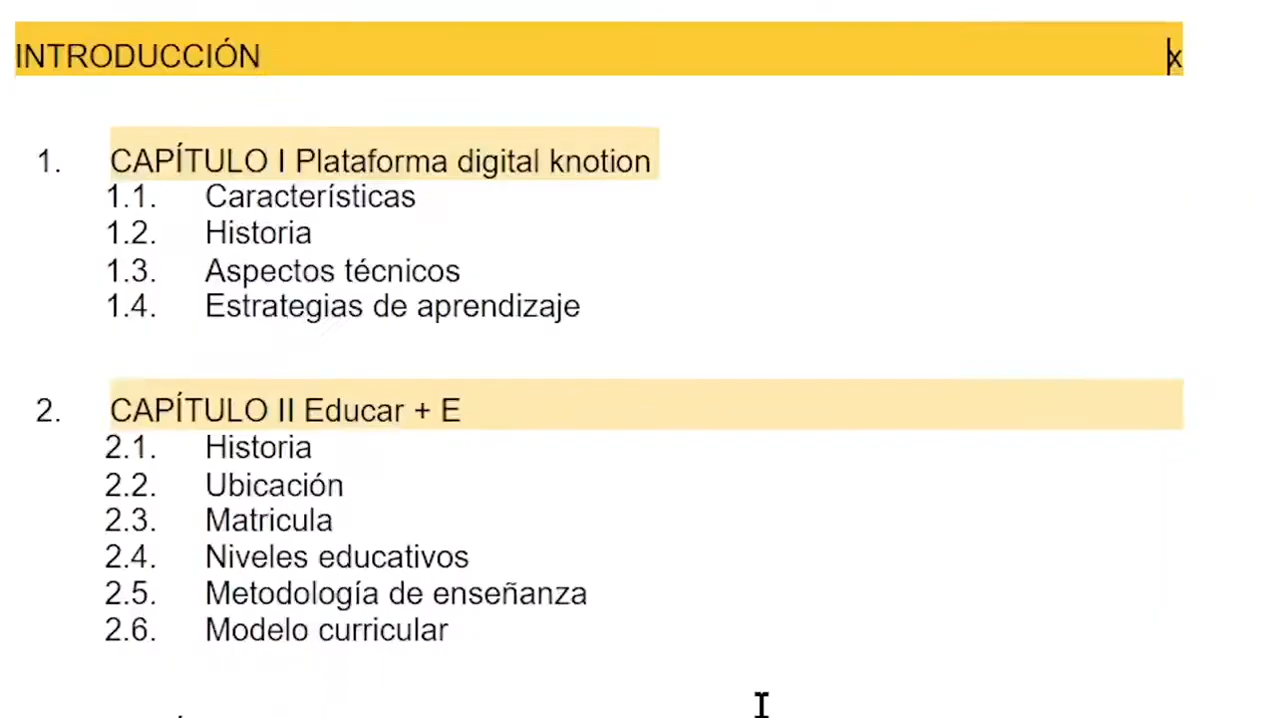 INTRODUCCIÓN x
1. CAPÍTULO I Plataforma digital knotion
1.1. Características
1.2. Historia
1.3. Aspectos técnicos
1.4. Estrategias de aprendizaje
2. CAPÍTULO II Educar + E
2.1. Historia
2.2. Ubicación
2.3. Matricula
2.4. Niveles educativos
2.5. Metodología de enseñanza
2.6. Modelo curricular